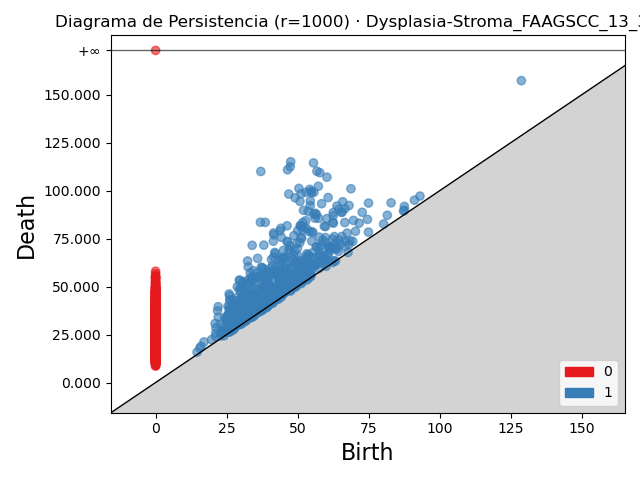 Diagrama de Persistencia (r=1000) · Dysplasia-Stroma_FAAGSCC_13_
+∞
150.000
125.000
100.000
75.000
50.000
25.000
0.000
Death
0
1
0 25 50 75 100 125 150
Birth